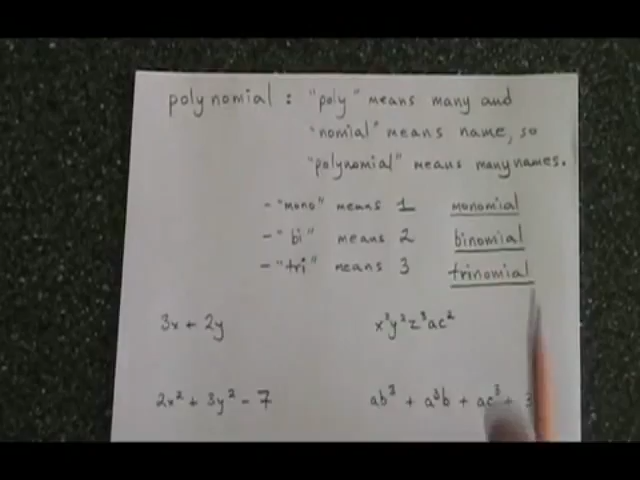 polynomial : "poly" means many and
"nomial" means name, so
"polynomial" means many names.
- "mono" means 1 monomial
- "bi" means 2 binomial
- "tri" means 3 trinomial
3x + 2y x³y²z³ac²
2x² + 3y² - 7 ab³ + a³b + ac³ + 3